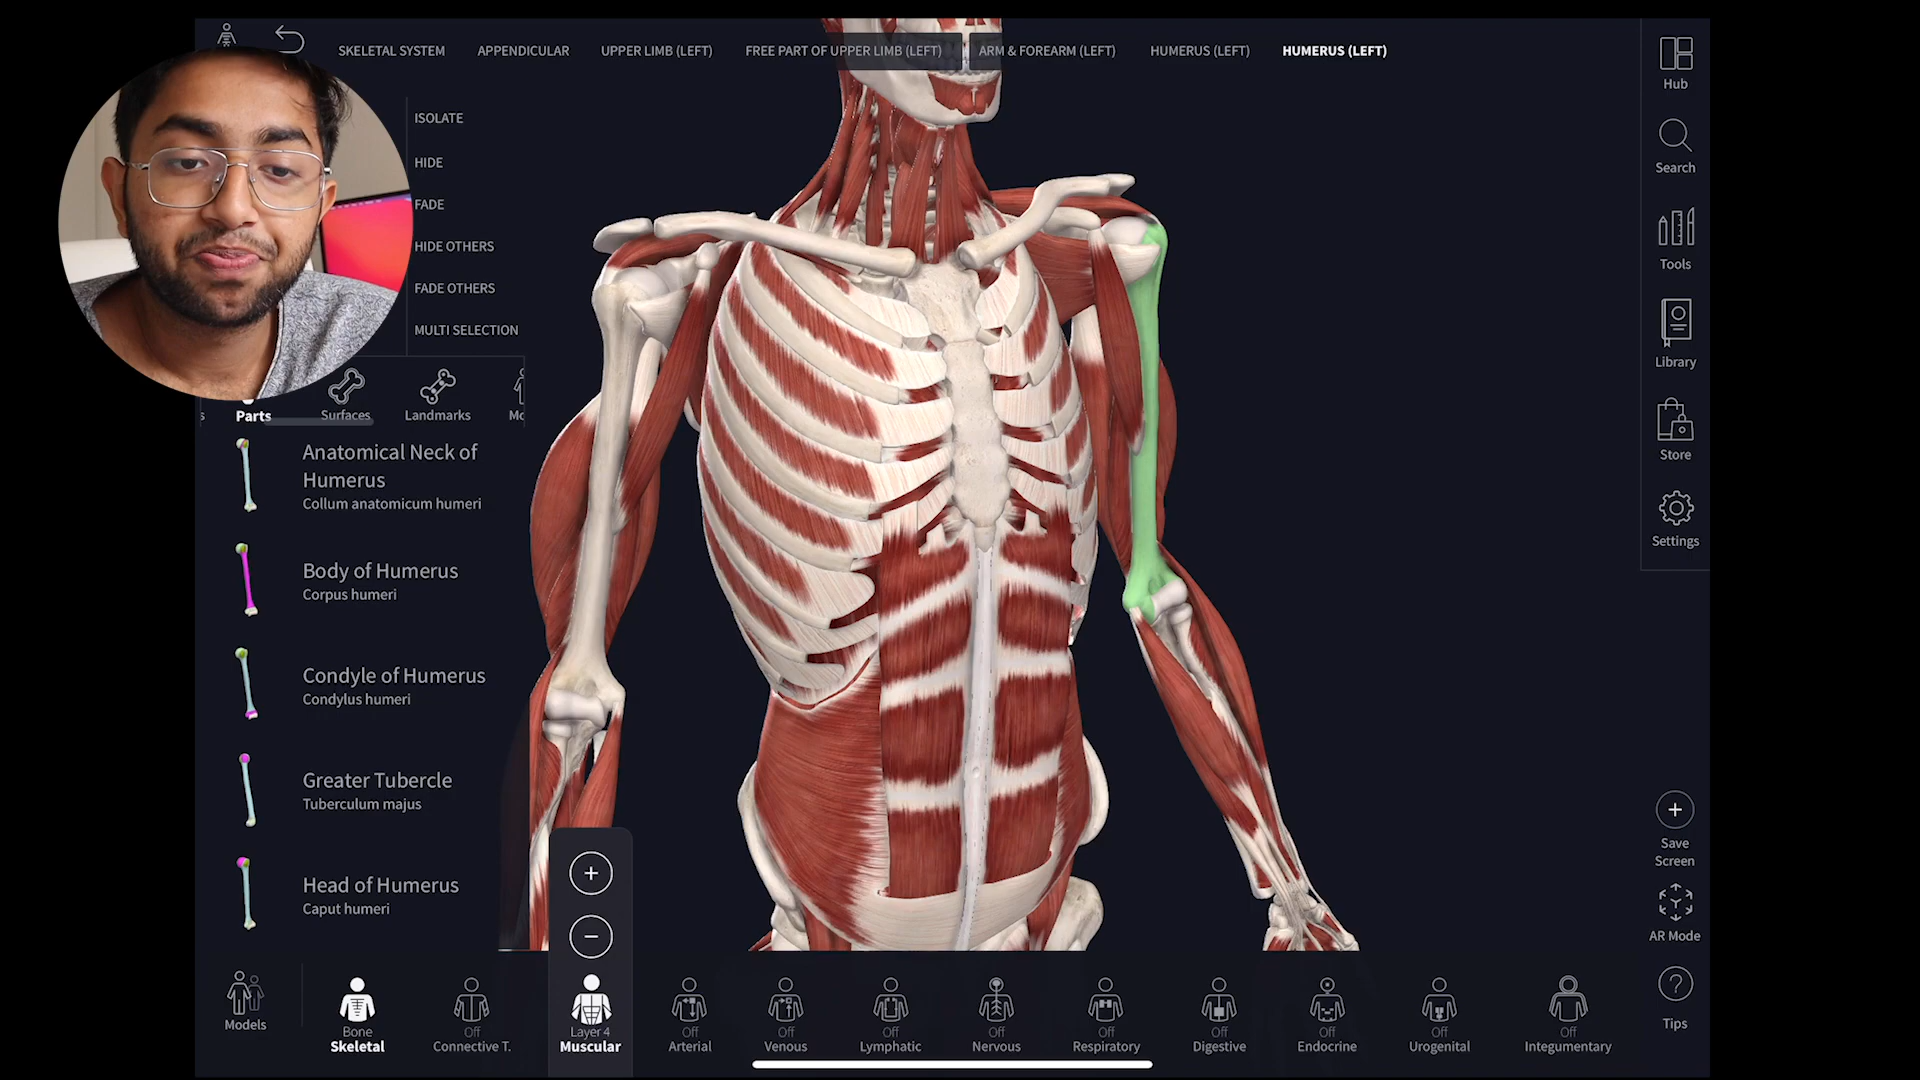 SKELETAL SYSTEM
APPENDICULAR
UPPER LIMB (LEFT)
FREE PART OF UPPER LIMB (LEFT)
ARM & FOREARM (LEFT)
HUMERUS (LEFT)
HUMERUS (LEFT)
ISOLATE
HIDE
FADE
HIDE OTHERS
FADE OTHERS
MULTI SELECTION
Parts
Surfaces
Landmarks
Anatomical Neck of
Humerus
Collum anatomicum humeri
Body of Humerus
Corpus humeri
Condyle of Humerus
Condylus humeri
Greater Tubercle
Tuberculum majus
Head of Humerus
Caput humeri
Hub
Search
Tools
Library
Store
Settings
Save
Screen
AR Mode
Tips
Models
Bone
Skeletal
Off
Connective T.
Layer 4
Muscular
Off
Arterial
Off
Venous
Off
Lymphatic
Off
Nervous
Off
Respiratory
Off
Digestive
Off
Endocrine
Off
Urogenital
Off
Integumentary